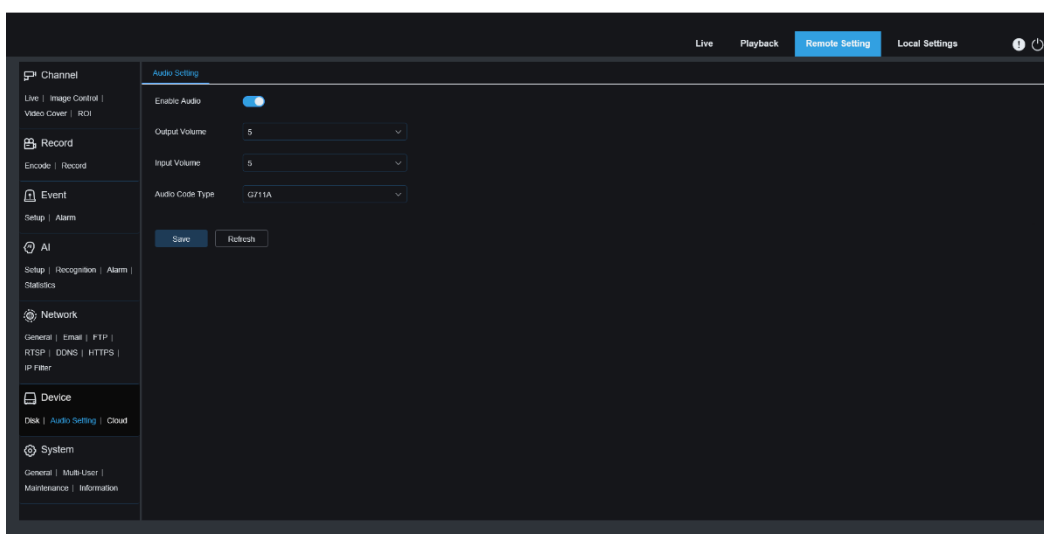 Live Playback Remote Setting Local Settings
Channel
Live | Image Control |
Video Cover | ROI
Record
Encode | Record
Event
Setup | Alarm
AI
Setup | Recognition | Alarm |
Statistics
Network
General | Email | FTP |
RTSP | DDNS | HTTPS |
IP Filter
Device
Disk | Audio Setting | Cloud
System
General | Multi-User |
Maintenance | Information
Audio Setting
Enable Audio
Output Volume 5
Input Volume 5
Audio Code Type G711A
Save Refresh